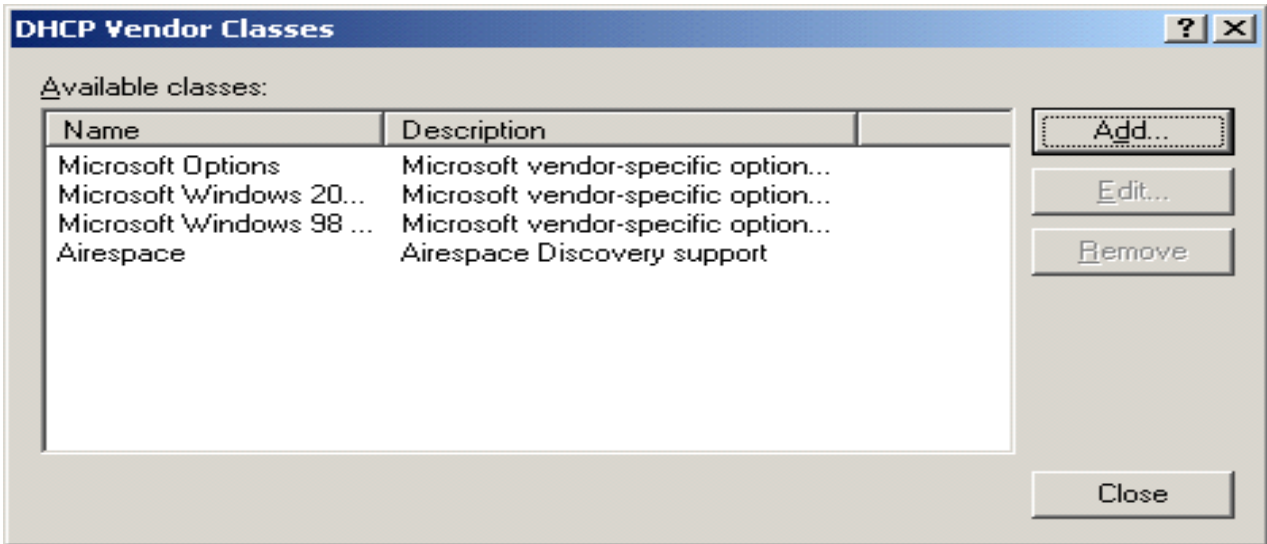 DHCP Vendor Classes
Available classes:
Name Description
Microsoft Options Microsoft vendor-specific option...
Microsoft Windows 20... Microsoft vendor-specific option...
Microsoft Windows 98 ... Microsoft vendor-specific option...
Airespace Airespace Discovery support
Add...
Edit...
Remove
Close